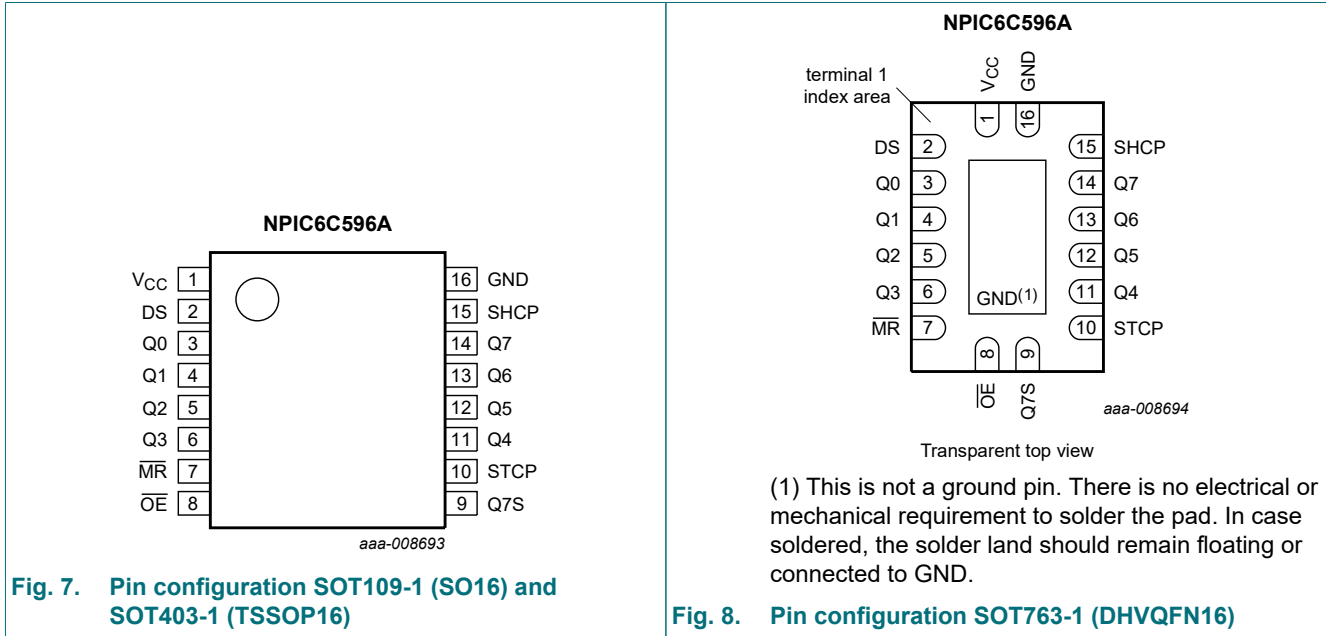 NPIC6C596A
VCC 1
DS 2
Q0 3
Q1 4
Q2 5
Q3 6
MR 7
OE 8
16 GND
15 SHCP
14 Q7
13 Q6
12 Q5
11 Q4
10 STCP
9 Q7S
aaa-008693
Fig. 7. Pin configuration SOT109-1 (SO16) and
SOT403-1 (TSSOP16)
NPIC6C596A
terminal 1
index area
VCC
GND
1
16
DS 2
Q0 3
Q1 4
Q2 5
Q3 6
MR 7
15 SHCP
14 Q7
13 Q6
12 Q5
11 Q4
10 STCP
GND(1)
8
9
OE
Q7S
aaa-008694
Transparent top view
(1) This is not a ground pin. There is no electrical or
mechanical requirement to solder the pad. In case
soldered, the solder land should remain floating or
connected to GND.
Fig. 8. Pin configuration SOT763-1 (DHVQFN16)